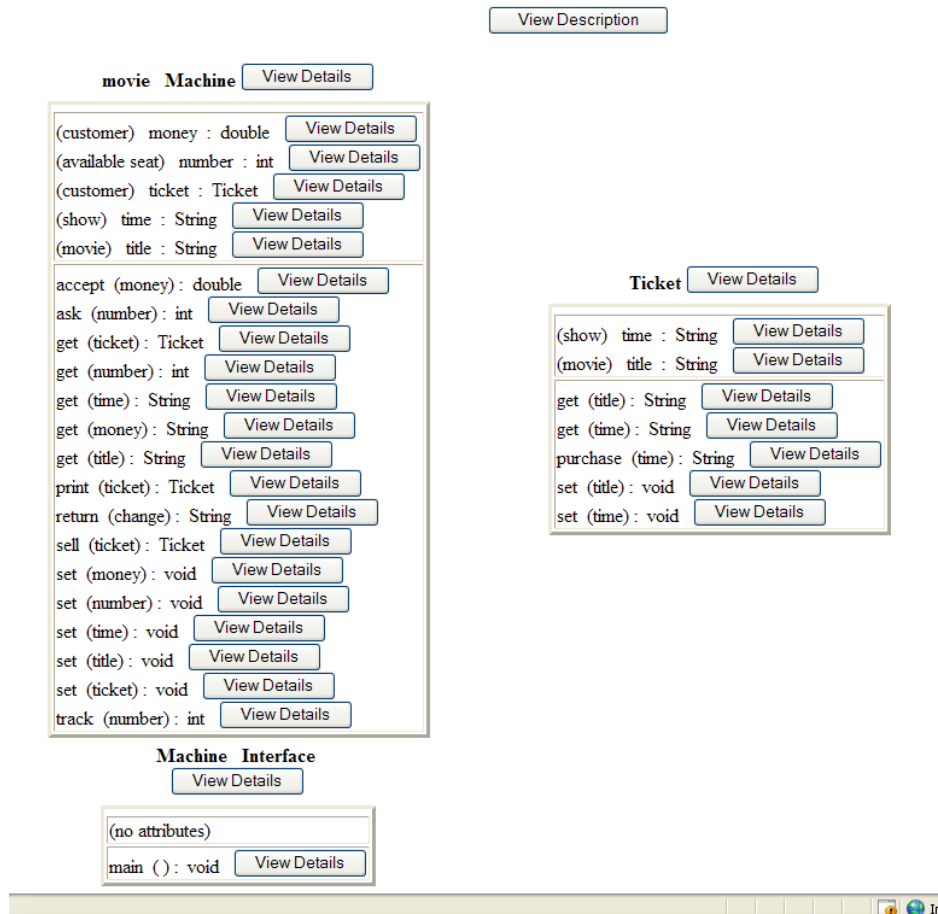 View Description
movie Machine View Details
(customer) money : double View Details
(available seat) number : int View Details
(customer) ticket : Ticket View Details
(show) time : String View Details
(movie) title : String View Details
accept (money) : double View Details
ask (number) : int View Details
get (ticket) : Ticket View Details
get (number) : int View Details
get (time) : String View Details
get (money) : String View Details
get (title) : String View Details
print (ticket) : Ticket View Details
return (change) : String View Details
sell (ticket) : Ticket View Details
set (money) : void View Details
set (number) : void View Details
set (time) : void View Details
set (title) : void View Details
set (ticket) : void View Details
track (number) : int View Details
Machine Interface
View Details
(no attributes)
main ( ) : void View Details
Ticket View Details
(show) time : String View Details
(movie) title : String View Details
get (title) : String View Details
get (time) : String View Details
purchase (time) : String View Details
set (title) : void View Details
set (time) : void View Details